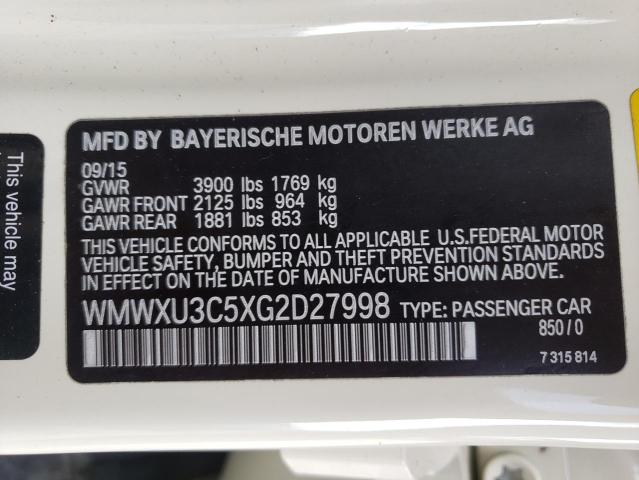 This vehicle may
MFD BY BAYERISCHE MOTOREN WERKE AG
09/15
GVWR 3900 lbs 1769 kg
GAWR FRONT 2125 lbs 964 kg
GAWR REAR 1881 lbs 853 kg
THIS VEHICLE CONFORMS TO ALL APPLICABLE U.S.FEDERAL MOTOR
VEHICLE SAFETY, BUMPER AND THEFT PREVENTION STANDARDS
IN EFFECT ON THE DATE OF MANUFACTURE SHOWN ABOVE.
WMWXU3C5XG2D27998 TYPE: PASSENGER CAR
850/0
7 315 814